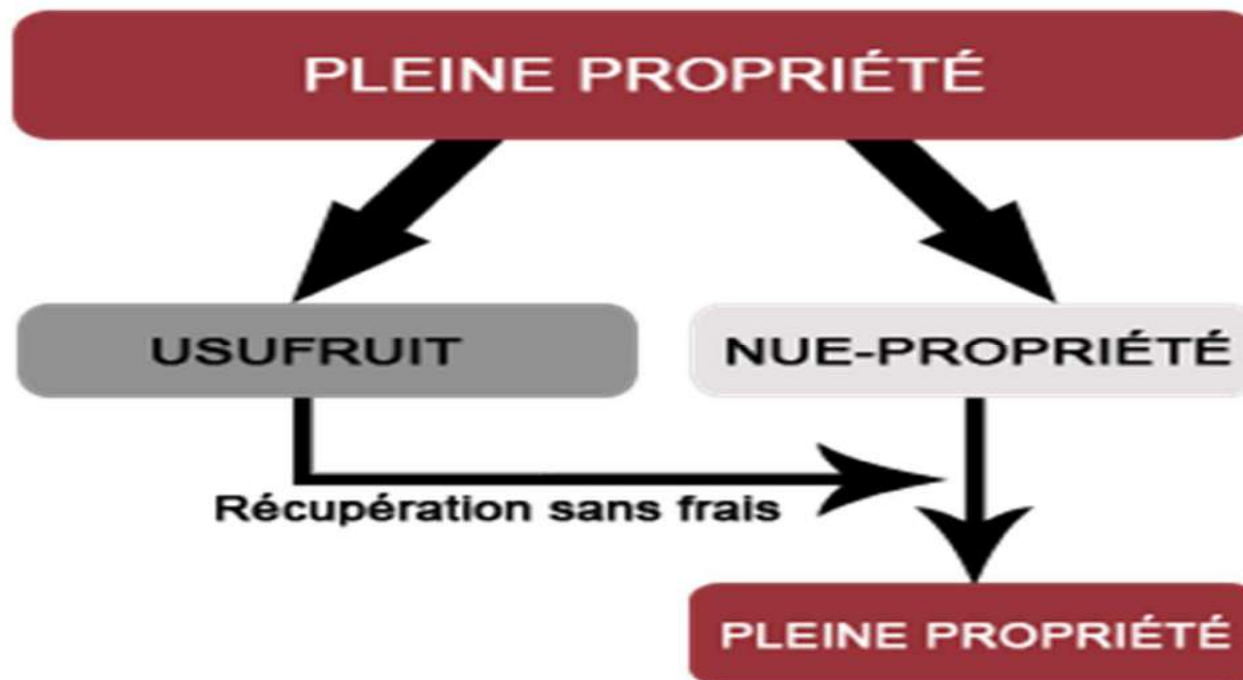 PLEINE PROPRIÉTÉ
USUFRUIT
NUE-PROPRIÉTÉ
Récupération sans frais
PLEINE PROPRIÉTÉ